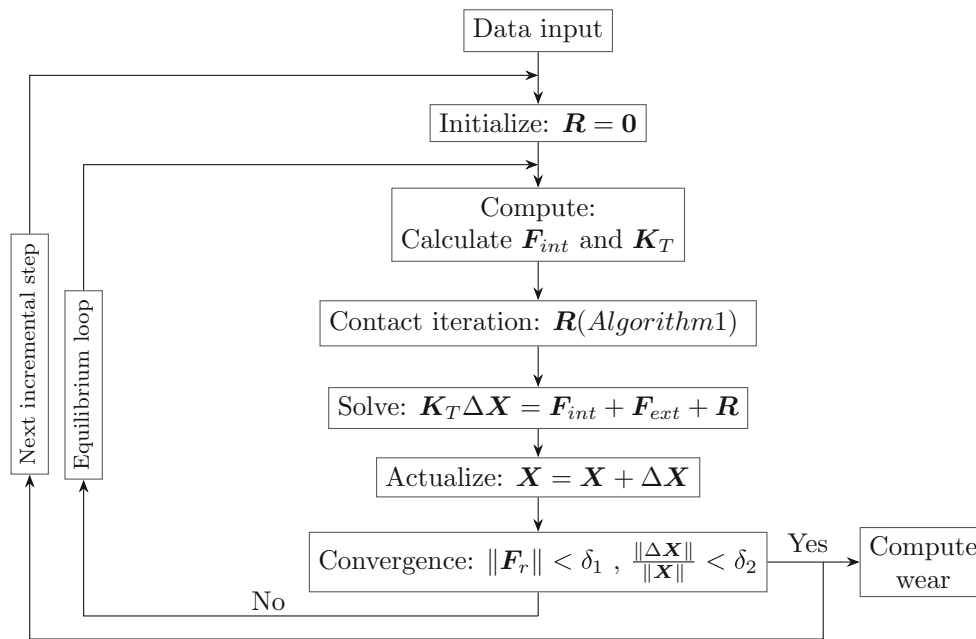 Data input
Initialize: R = 0
Compute:
Calculate F_int and K_T
Contact iteration: R(Algorithm1)
Solve: K_T ΔX = F_int + F_ext + R
Actualize: X = X + ΔX
Convergence: ‖F_r‖ < δ_1 , ‖ΔX‖/‖X‖ < δ_2
Yes
Compute
wear
No
Equilibrium loop
Next incremental step